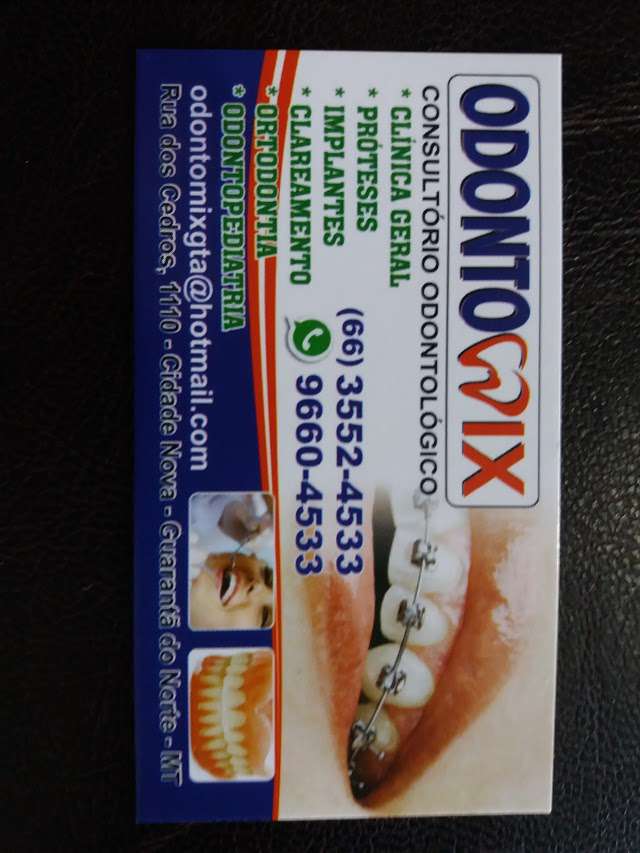 ODONTOMIX
CONSULTÓRIO ODONTOLÓGICO
* CLÍNICA GERAL
* PRÓTESES
* IMPLANTES
* CLAREAMENTO
* ORTODONTIA
* ODONTOPEDIATRIA
(66) 3552-4533
9660-4533
odontomixgta@hotmail.com
Rua dos Cedros, 1110 - Cidade Nova - Guarantã do Norte - MT